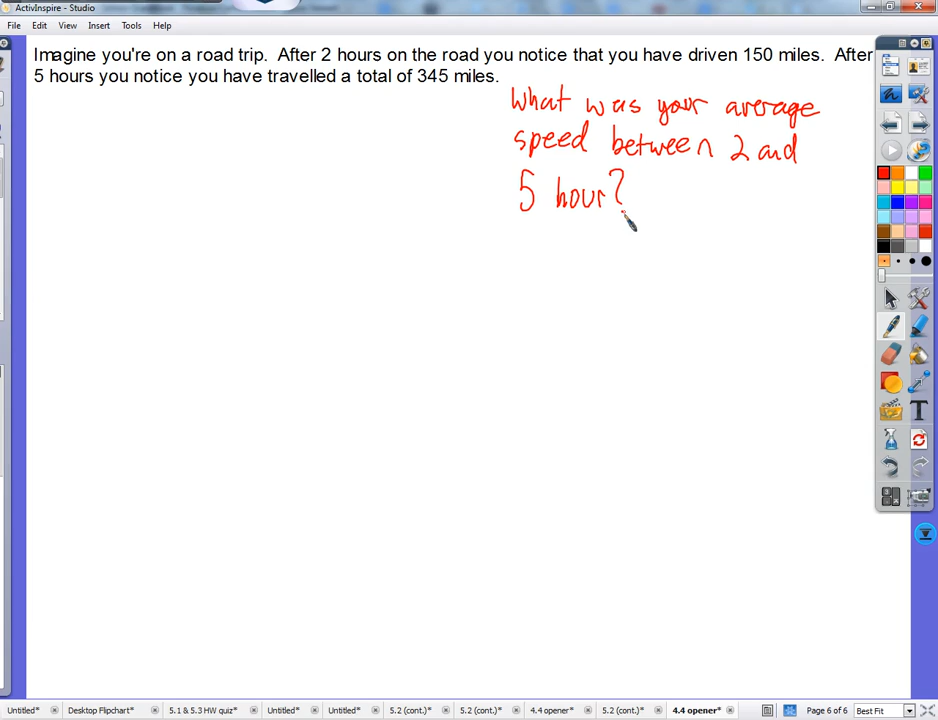 ActivInspire - Studio
File Edit View Insert Tools Help
Imagine you're on a road trip.  After 2 hours on the road you notice that you have driven 150 miles.  After
5 hours you notice you have travelled a total of 345 miles.
What was your average
speed between 2 and
5 hour?
Untitled* Desktop Flipchart* 5.1 & 5.3 HW quiz* Untitled* Untitled* 5.2 (cont.)* 5.2 (cont.)* 4.4 opener* 5.2 (cont.)* 4.4 opener* Page 6 of 6 Best Fit